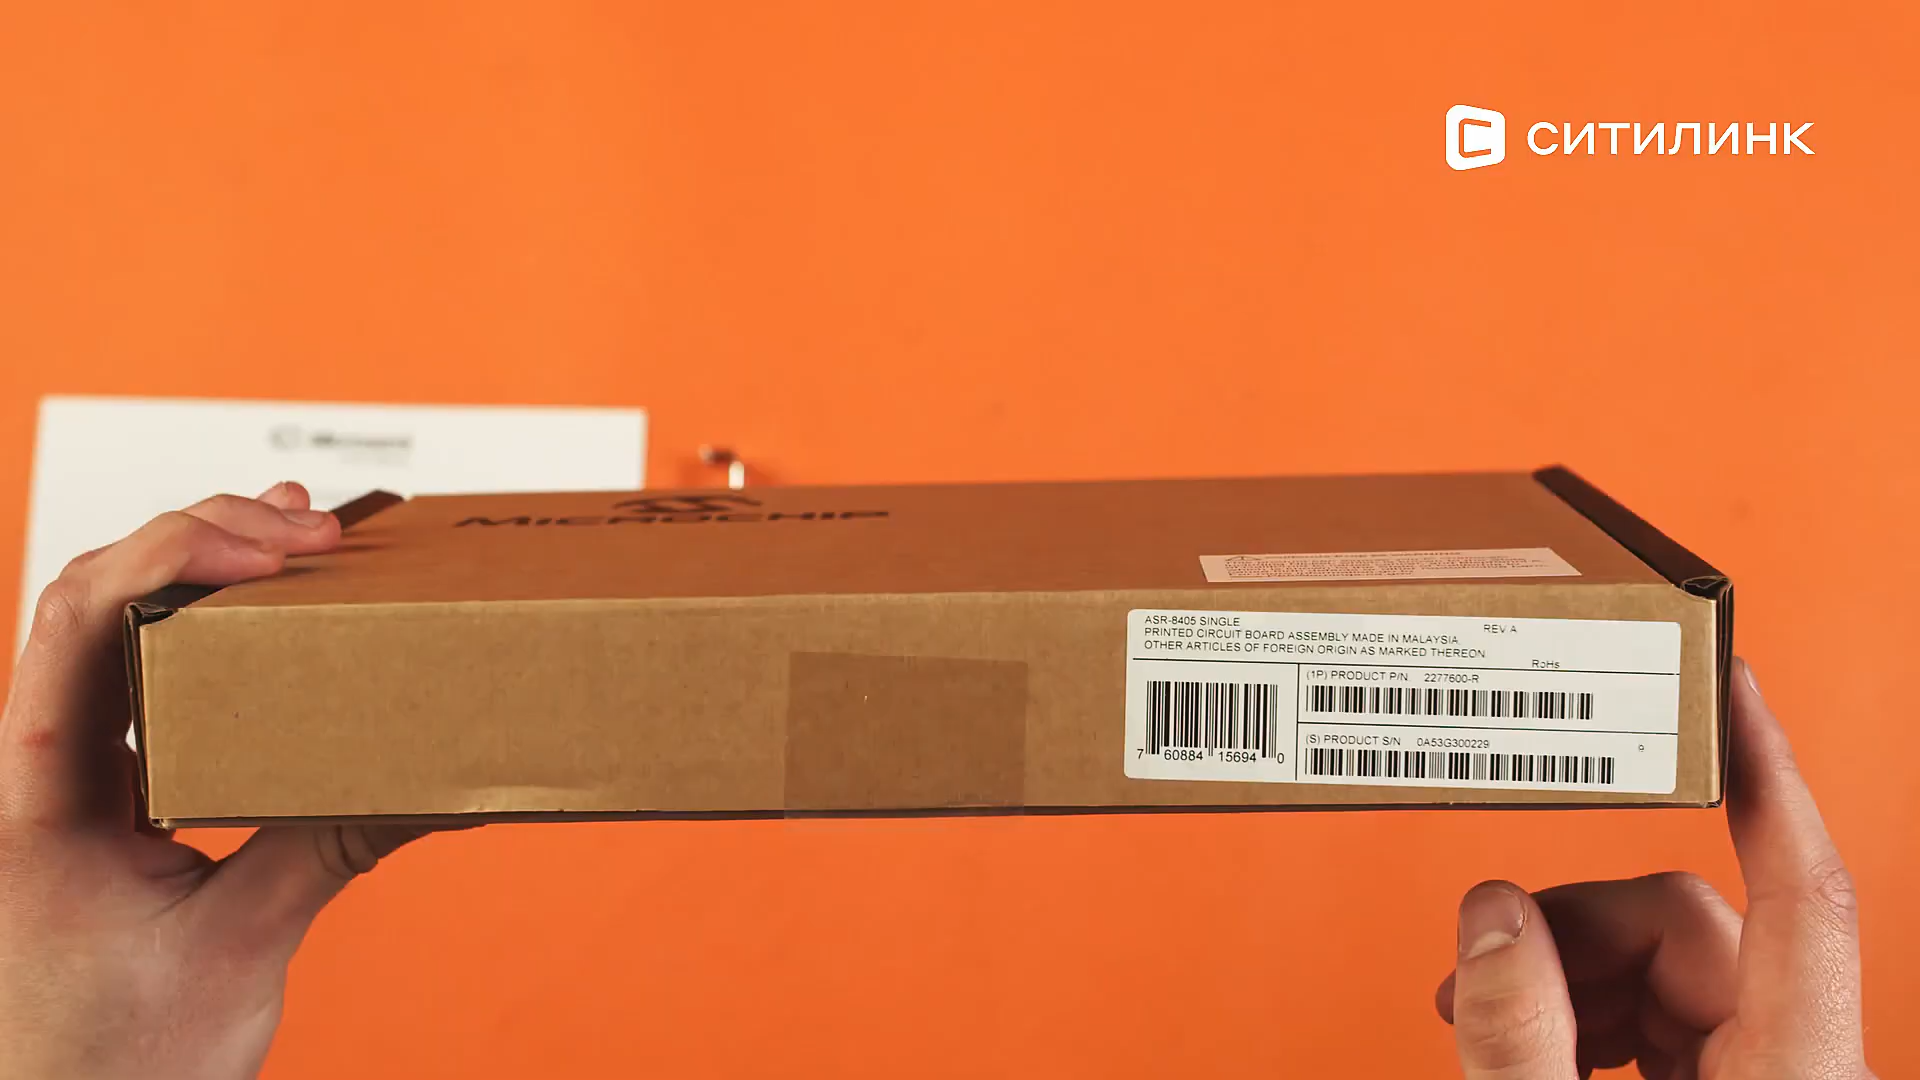 СИТИЛИНК
MICROCHIP
ASR-8405 SINGLE
REV A
PRINTED CIRCUIT BOARD ASSEMBLY MADE IN MALAYSIA
OTHER ARTICLES OF FOREIGN ORIGIN AS MARKED THEREON
RoHs
(1P) PRODUCT P/N 2277600-R
(S) PRODUCT S/N 0A53G300229
9
7 60884 15694 0